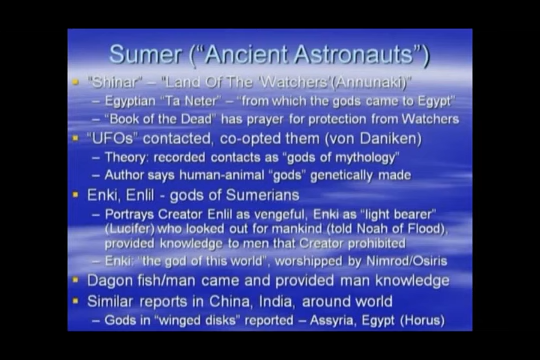 Sumer ("Ancient Astronauts")
"Shinar" – "Land Of The 'Watchers'(Annunaki)"
– Egyptian "Ta Neter" – "from which the gods came to Egypt"
– "Book of the Dead" has prayer for protection from Watchers
"UFOs" contacted, co-opted them (von Daniken)
– Theory: recorded contacts as "gods of mythology"
– Author says human-animal "gods" genetically made
Enki, Enlil - gods of Sumerians
– Portrays Creator Enlil as vengeful, Enki as "light bearer"
(Lucifer) who looked out for mankind (told Noah of Flood),
provided knowledge to men that Creator prohibited
– Enki: "the god of this world", worshipped by Nimrod/Osiris
Dagon fish/man came and provided man knowledge
Similar reports in China, India, around world
– Gods in "winged disks" reported – Assyria, Egypt (Horus)